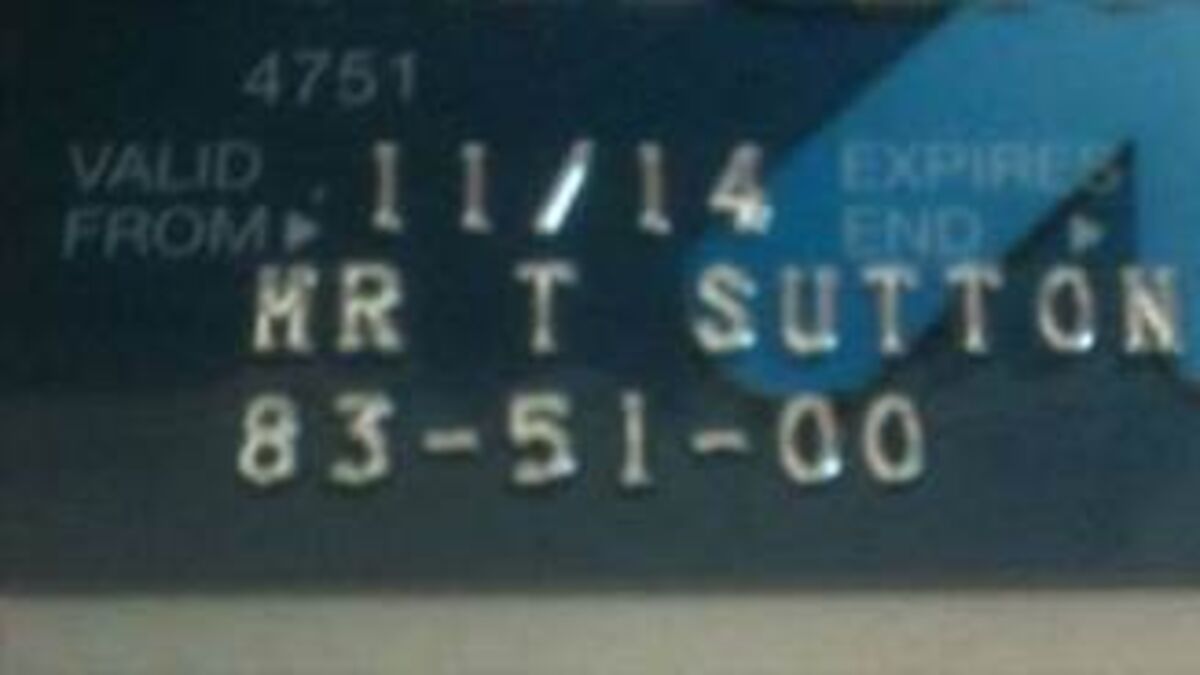 4751
VALID FROM ▸ 11/14 EXPIRES END ▸
MR T SUTTON
83-51-00